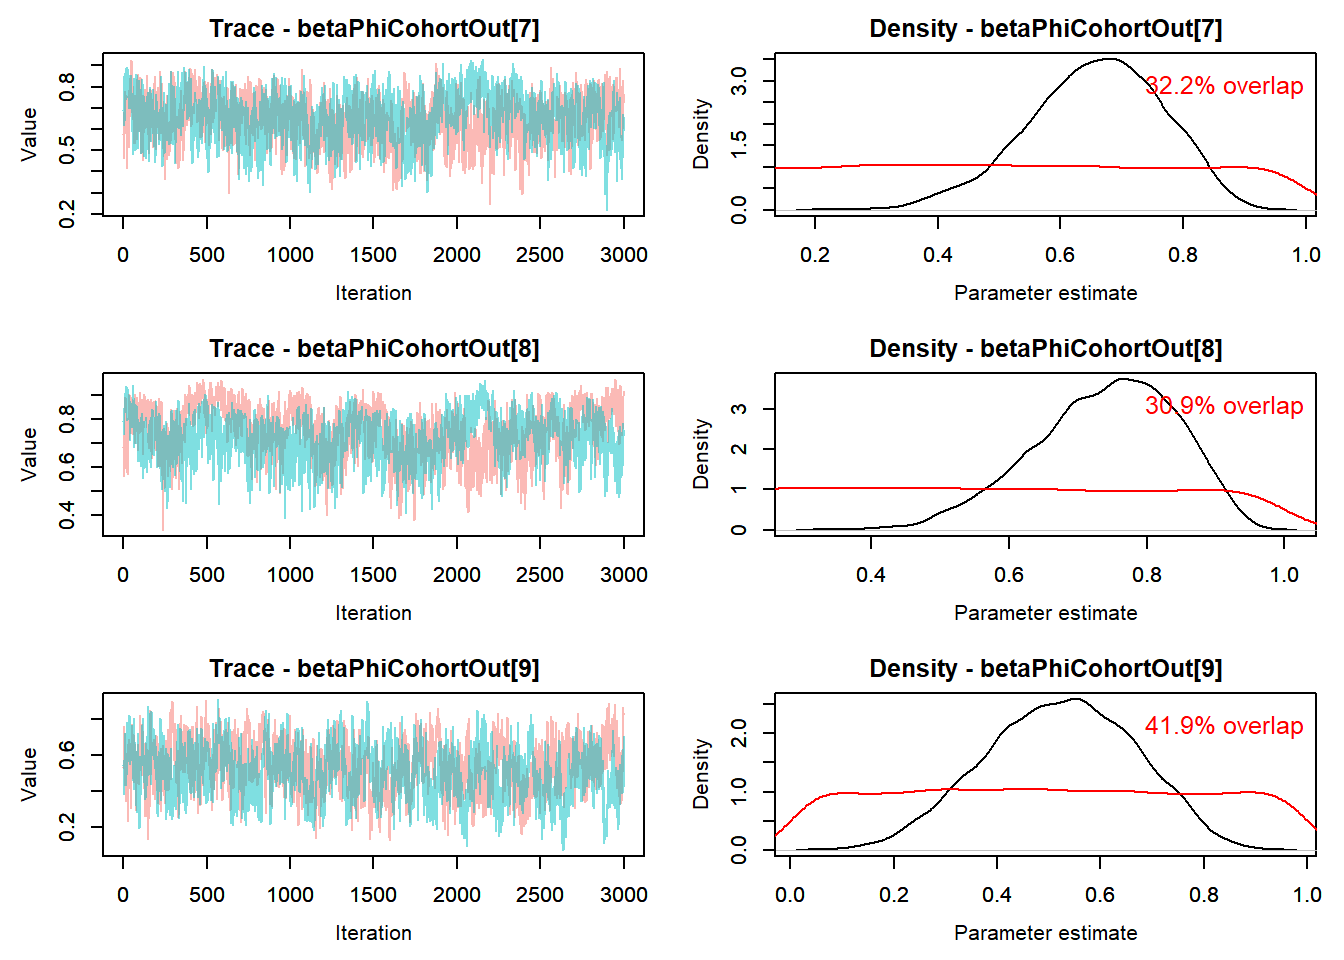 Trace - betaPhiCohortOut[7]
Value
0.2 0.5 0.8
0 500 1000 1500 2000 2500 3000
Iteration
Density - betaPhiCohortOut[7]
32.2% overlap
Density
0.0 1.5 3.0
0.2 0.4 0.6 0.8 1.0
Parameter estimate
Trace - betaPhiCohortOut[8]
Value
0.4 0.6 0.8
0 500 1000 1500 2000 2500 3000
Iteration
Density - betaPhiCohortOut[8]
30.9% overlap
Density
0 1 2 3
0.4 0.6 0.8 1.0
Parameter estimate
Trace - betaPhiCohortOut[9]
Value
0.2 0.6
0 500 1000 1500 2000 2500 3000
Iteration
Density - betaPhiCohortOut[9]
41.9% overlap
Density
0.0 1.0 2.0
0.0 0.2 0.4 0.6 0.8 1.0
Parameter estimate